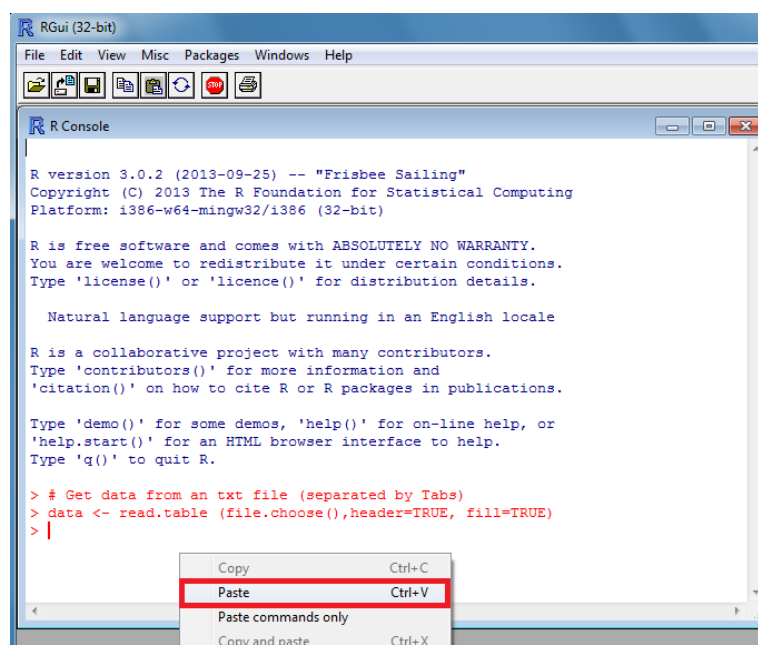 RGui (32-bit)
File Edit View Misc Packages Windows Help
STOP
R Console
R version 3.0.2 (2013-09-25) -- "Frisbee Sailing"
Copyright (C) 2013 The R Foundation for Statistical Computing
Platform: i386-w64-mingw32/i386 (32-bit)
R is free software and comes with ABSOLUTELY NO WARRANTY.
You are welcome to redistribute it under certain conditions.
Type 'license()' or 'licence()' for distribution details.
Natural language support but running in an English locale
R is a collaborative project with many contributors.
Type 'contributors()' for more information and
'citation()' on how to cite R or R packages in publications.
Type 'demo()' for some demos, 'help()' for on-line help, or
'help.start()' for an HTML browser interface to help.
Type 'q()' to quit R.
> # Get data from an txt file (separated by Tabs)
> data <- read.table (file.choose(),header=TRUE, fill=TRUE)
>
Copy Ctrl+C
Paste Ctrl+V
Paste commands only
Copy and paste Ctrl+X